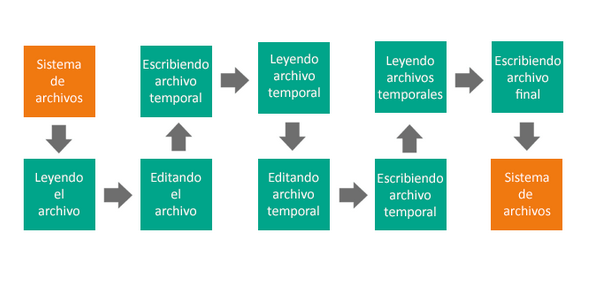 Sistema
de
archivos
Leyendo
el
archivo
Editando
el
archivo
Escribiendo
archivo
temporal
Leyendo
archivo
temporal
Editando
archivo
temporal
Escribiendo
archivo
temporal
Leyendo
archivos
temporales
Escribiendo
archivo
final
Sistema
de
archivos